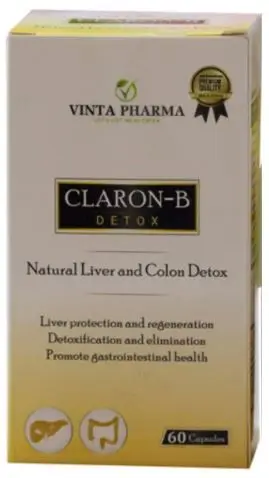 VINTA PHARMA
PREMIUM
QUALITY
CLARON-B
DETOX
Natural Liver and Colon Detox
Liver protection and regeneration
Detoxification and elimination
Promote gastrointestinal health
60 Capsules